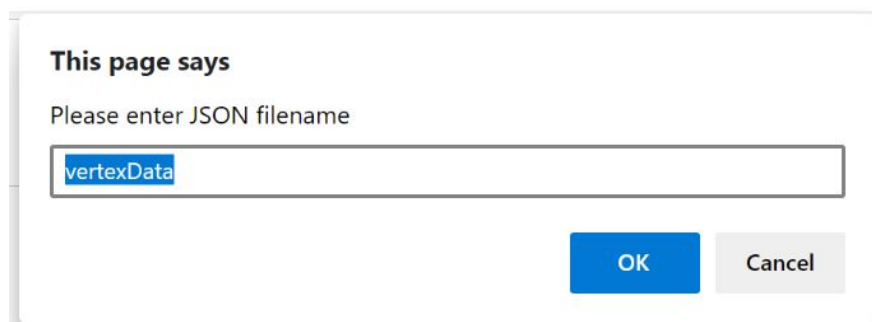 This page says
Please enter JSON filename
vertexData
OK
Cancel